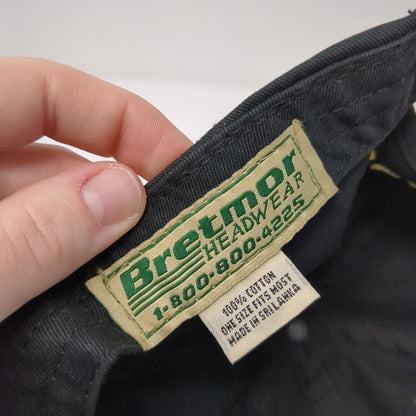 Bretmor
HEADWEAR
1-800-800-4225
100% COTTON
ONE SIZE FITS MOST
MADE IN SRI LANKA